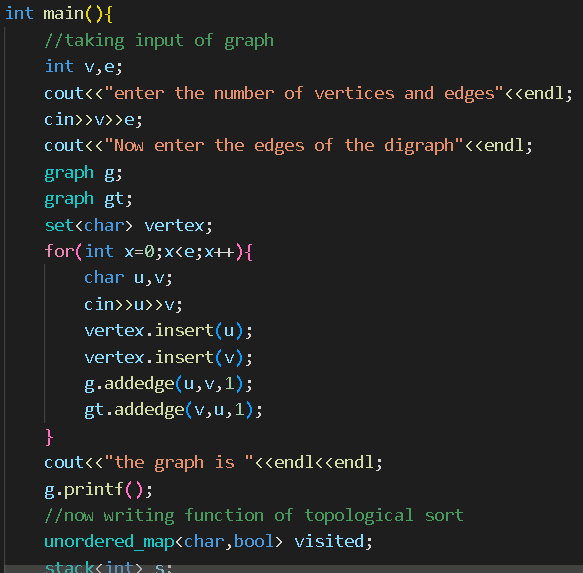 int main(){
//taking input of graph
int v,e;
cout<<"enter the number of vertices and edges"<<endl;
cin>>v>>e;
cout<<"Now enter the edges of the digraph"<<endl;
graph g;
graph gt;
set<char> vertex;
for(int x=0;x<e;x++){
char u,v;
cin>>u>>v;
vertex.insert(u);
vertex.insert(v);
g.addedge(u,v,1);
gt.addedge(v,u,1);
}
cout<<"the graph is "<<endl<<endl;
g.printf();
//now writing function of topological sort
unordered_map<char,bool> visited;
stack<int> s;